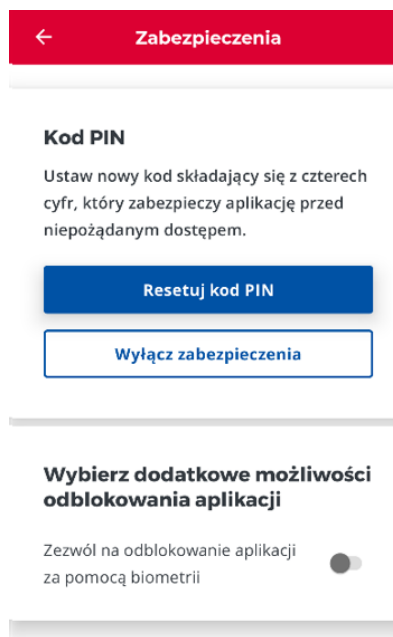 Zabezpieczenia
Kod PIN
Ustaw nowy kod składający się z czterech
cyfr, który zabezpieczy aplikację przed
niepożądanym dostępem.
Resetuj kod PIN
Wyłącz zabezpieczenia
Wybierz dodatkowe możliwości
odblokowania aplikacji
Zezwól na odblokowanie aplikacji
za pomocą biometrii